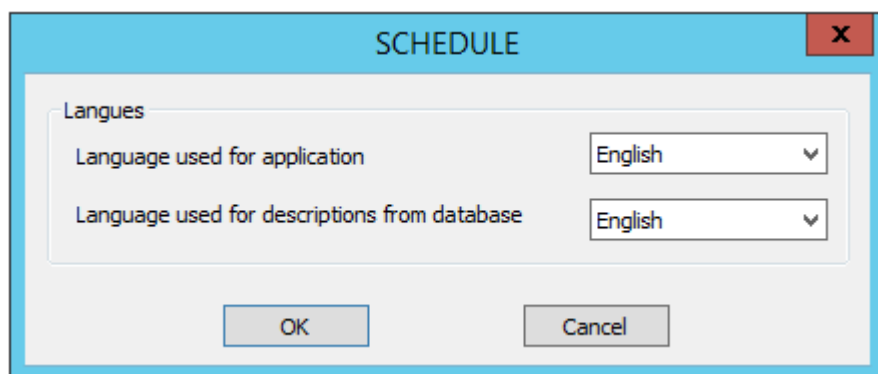 SCHEDULE
x
Langues
Language used for application English
Language used for descriptions from database English
OK Cancel